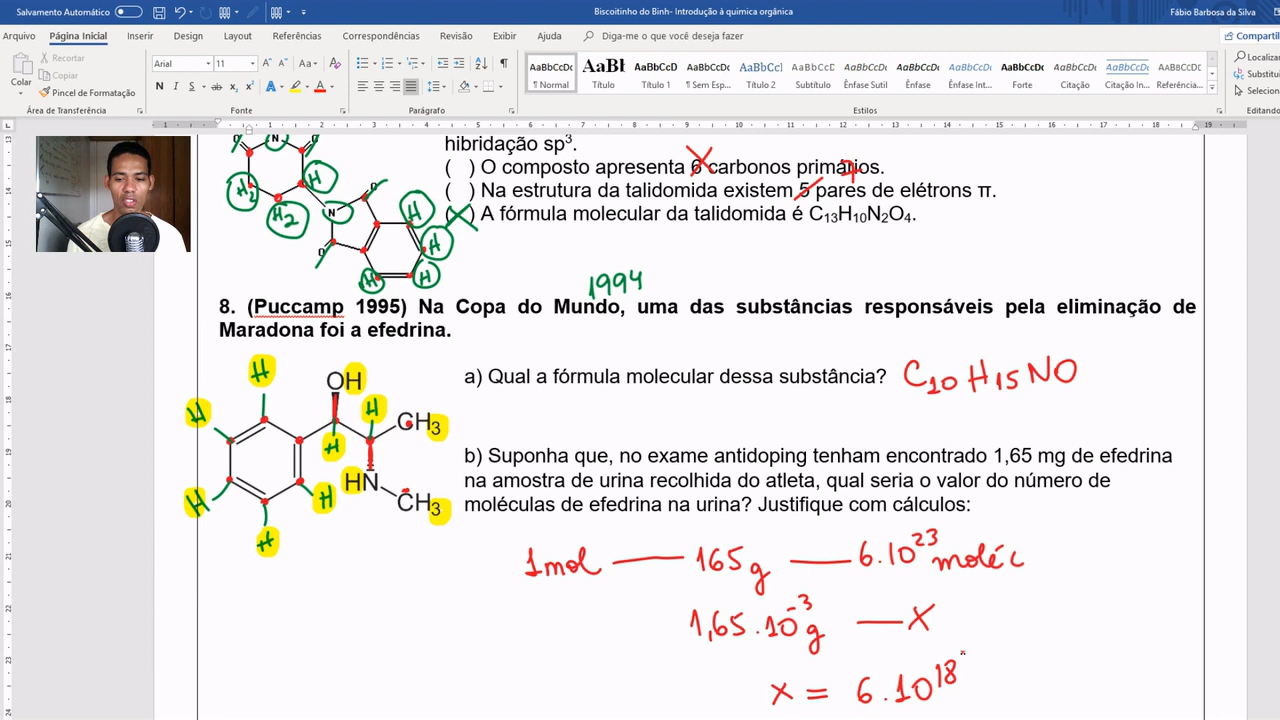 Salvamento Automático
Biscoitinho do Binh- Introdução à quimica orgânica
Fábio Barbosa da Silva
Arquivo Página Inicial Inserir Design Layout Referências Correspondências Revisão Exibir Ajuda Diga-me o que você deseja fazer
Compartil
Colar
Recortar
Copiar
Pincel de Formatação
Área de Transferência
Arial 11
N I S
Fonte
Parágrafo
AaBbCcDc AaBl AaBbCcD AaBbCcDc AaBbCcI AaBbCcDc AaBbCcDc AaBbCcDc AaBbCcDc AaBbCcDc AaBbCcDc AaBbCcDc AaBbCcDc
Normal Título Título 1 Sem Esp... Título 2 Subtítulo Ênfase Sutil Ênfase Ênfase Int... Forte Citação Citação In... Referência...
Estilos
Localiza
Substitu
Selecion
hibridação sp³.
( ) O composto apresenta 6 carbonos primários. 7
( ) Na estrutura da talidomida existem 5 pares de elétrons π.
(X) A fórmula molecular da talidomida é C₁₃H₁₀N₂O₄.
N
H₂ H
H₂
N
H
H
H H
1994
8. (Puccamp 1995) Na Copa do Mundo, uma das substâncias responsáveis pela eliminação de
Maradona foi a efedrina.
H
OH
H H CH3
H
HN
H H CH3
H
a) Qual a fórmula molecular dessa substância? C₁₀H₁₅NO
b) Suponha que, no exame antidoping tenham encontrado 1,65 mg de efedrina
na amostra de urina recolhida do atleta, qual seria o valor do número de
moléculas de efedrina na urina? Justifique com cálculos:
1mol — 165g — 6.10²³ moléc
1,65.10⁻³g — X
x = 6.10¹⁸